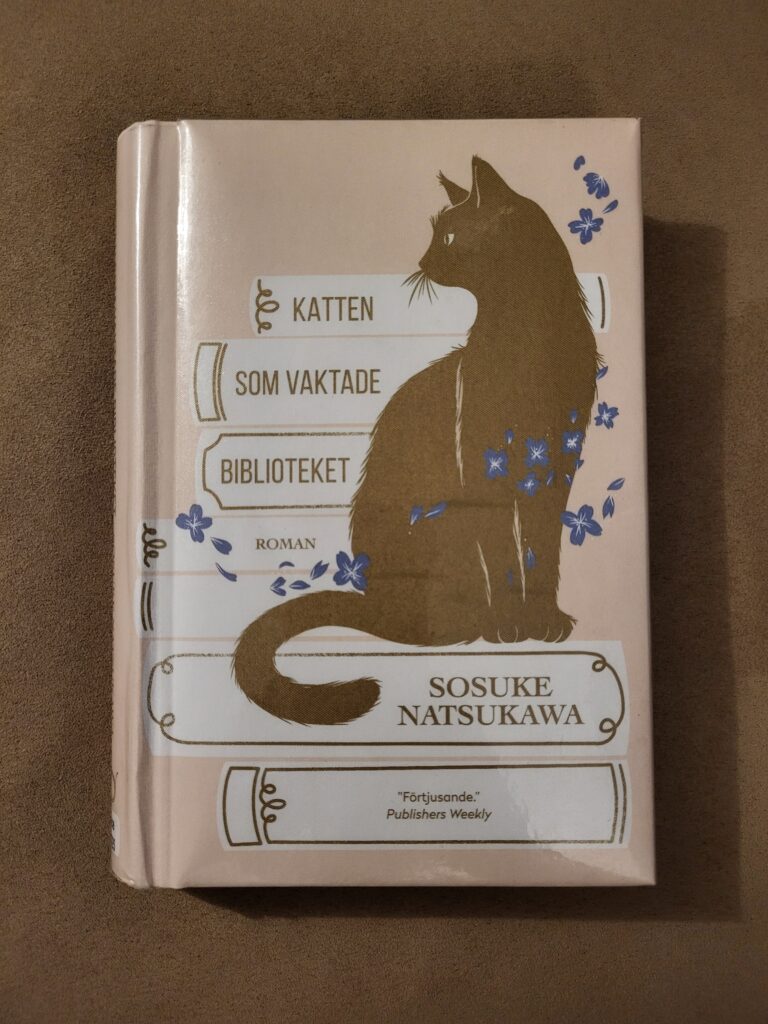 KATTEN
SOM VAKTADE
BIBLIOTEKET
ROMAN
SOSUKE
NATSUKAWA
"Förtjusande."
Publishers Weekly